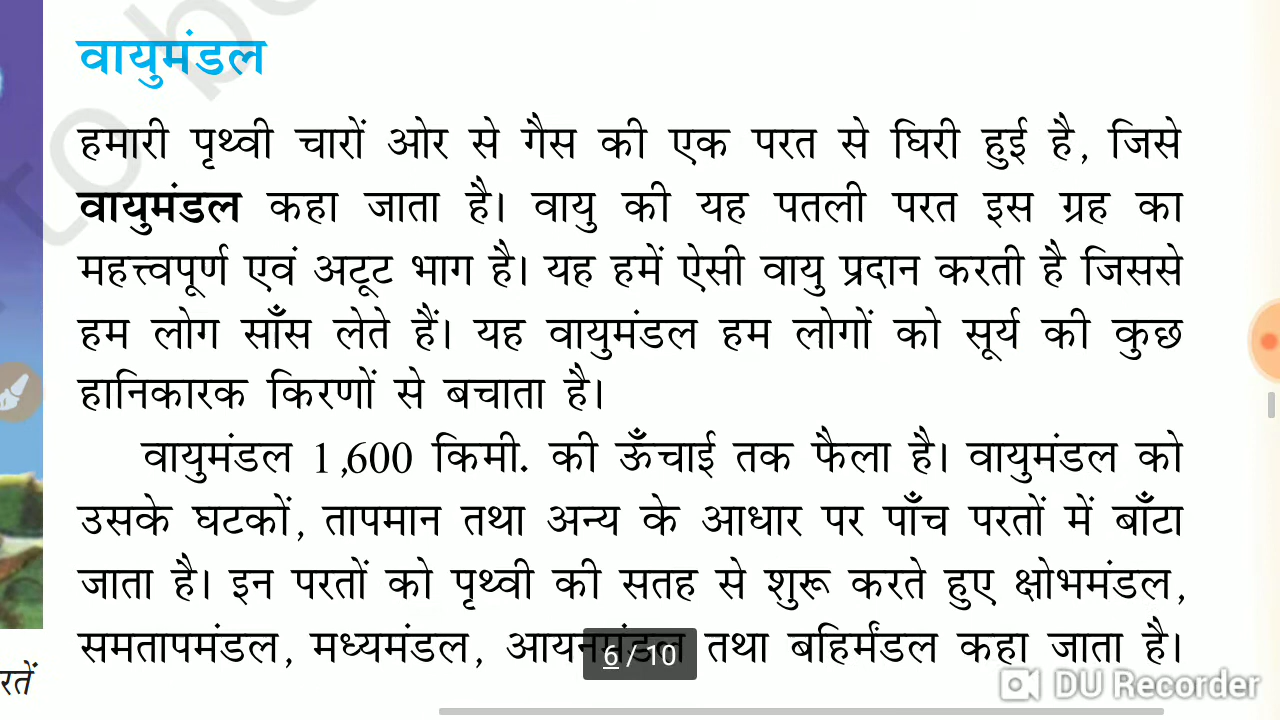 वायुमंडल
हमारी पृथ्वी चारों ओर से गैस की एक परत से घिरी हुई है, जिसे
वायुमंडल कहा जाता है। वायु की यह पतली परत इस ग्रह का
महत्त्वपूर्ण एवं अटूट भाग है। यह हमें ऐसी वायु प्रदान करती है जिससे
हम लोग साँस लेते हैं। यह वायुमंडल हम लोगों को सूर्य की कुछ
हानिकारक किरणों से बचाता है।
वायुमंडल 1,600 किमी. की ऊँचाई तक फैला है। वायुमंडल को
उसके घटकों, तापमान तथा अन्य के आधार पर पाँच परतों में बाँटा
जाता है। इन परतों को पृथ्वी की सतह से शुरू करते हुए क्षोभमंडल,
समतापमंडल, मध्यमंडल, आयनमंडल तथा बहिर्मंडल कहा जाता है।
6 / 10
रतें
DU Recorder
to be